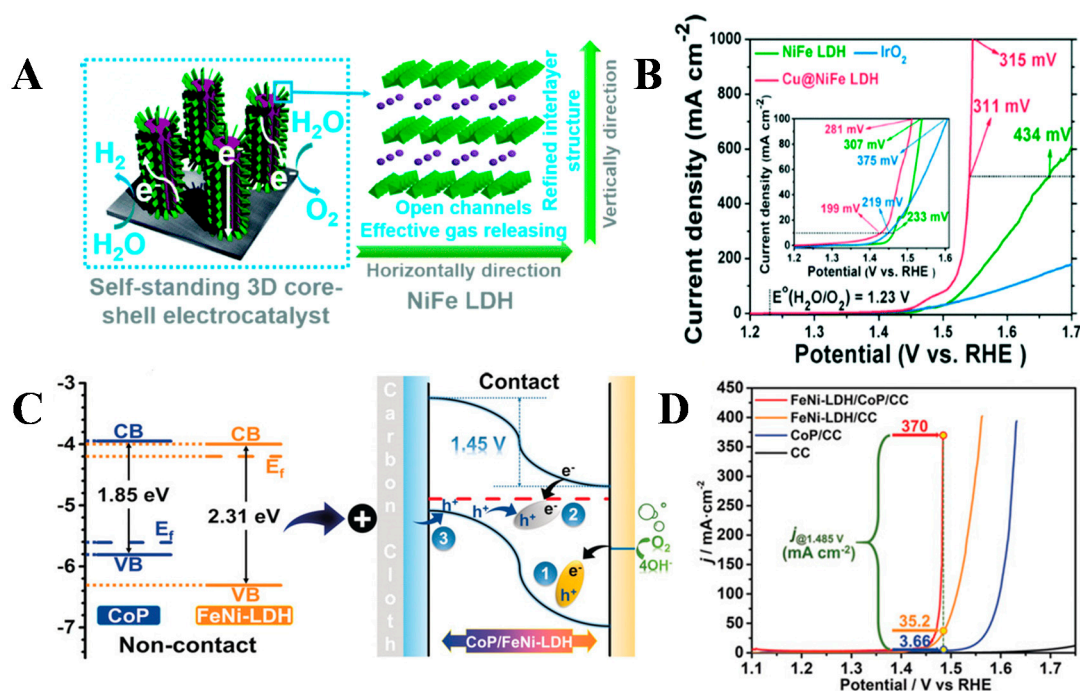 A
H₂O
H₂
e⁻
e⁻
e⁻
O₂
H₂O
Self-standing 3D core-
shell electrocatalyst
Open channels
Effective gas releasing
Horizontally direction
NiFe LDH
Refined interlayer
structure
Vertically direction
B
NiFe LDH
IrO₂
Cu@NiFe LDH
315 mV
311 mV
434 mV
Current density (mA cm⁻²)
1000
800
600
400
200
0
1.2 1.3 1.4 1.5 1.6 1.7
Potential (V vs. RHE )
E°(H₂O/O₂) = 1.23 V
Current density (mA cm⁻²)
100
80
60
40
20
0
281 mV
307 mV
375 mV
199 mV
219 mV
233 mV
1.2 1.3 1.4 1.5 1.6
Potential (V vs. RHE)
C
-3
-4
-5
-6
-7
CB
CB
E_f
1.85 eV
2.31 eV
E_f
VB
VB
CoP
FeNi-LDH
Non-contact
+
Carbon Cloth
Contact
1.45 V
e⁻
h⁺
h⁺
e⁻
h⁺
2
3
1
e⁻
h⁺
O₂
4OH⁻
CoP/FeNi-LDH
D
FeNi-LDH/CoP/CC
FeNi-LDH/CC
CoP/CC
CC
370
j@1.485 V
(mA cm⁻²)
35.2
3.66
j / mA·cm⁻²
450
400
350
300
250
200
150
100
50
0
1.1 1.2 1.3 1.4 1.5 1.6 1.7
Potential / V vs RHE